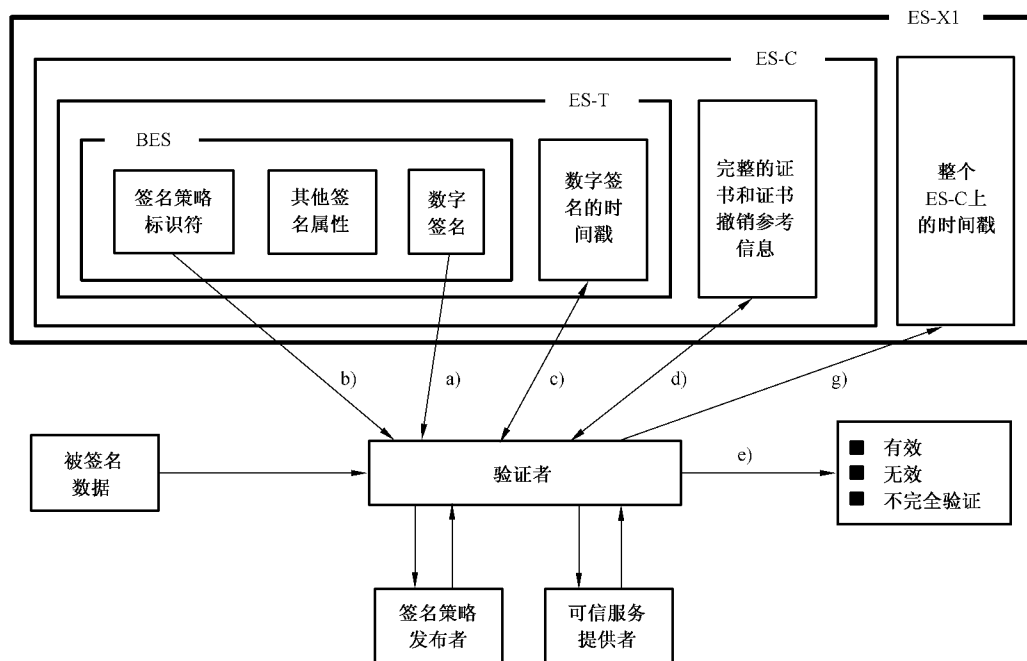 ES-X1
ES-C
ES-T
BES
签名策略
标识符
其他签
名属性
数字
签名
数字签
名的时
间戳
完整的证
书和证书
撤销参考
信息
整个
ES-C上
的时间戳
b)
a)
c)
d)
g)
被签名
数据
验证者
e)
■ 有效
■ 无效
■ 不完全验证
签名策略
发布者
可信服务
提供者